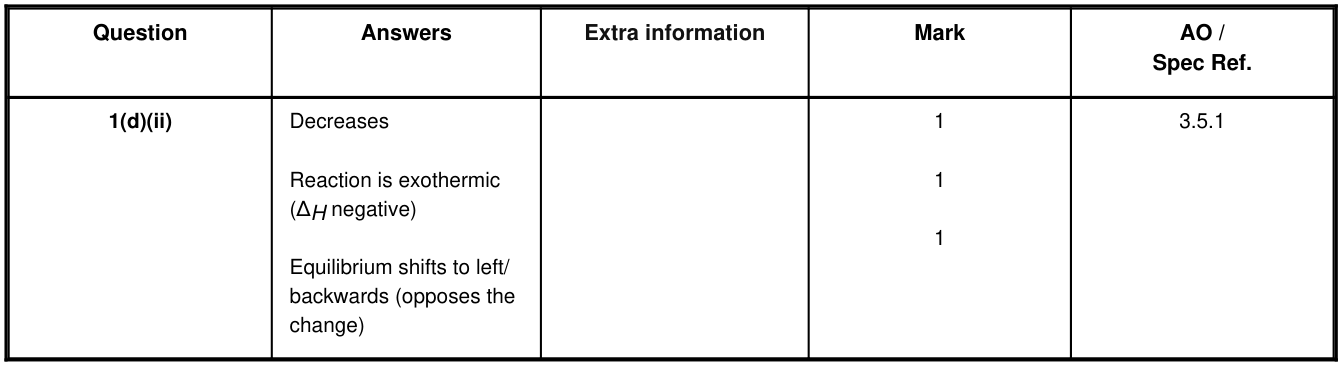 Question Answers Extra information Mark AO /
Spec Ref.
1(d)(ii) Decreases 1 3.5.1
Reaction is exothermic 1
(ΔH negative)
1
Equilibrium shifts to left/
backwards (opposes the
change)